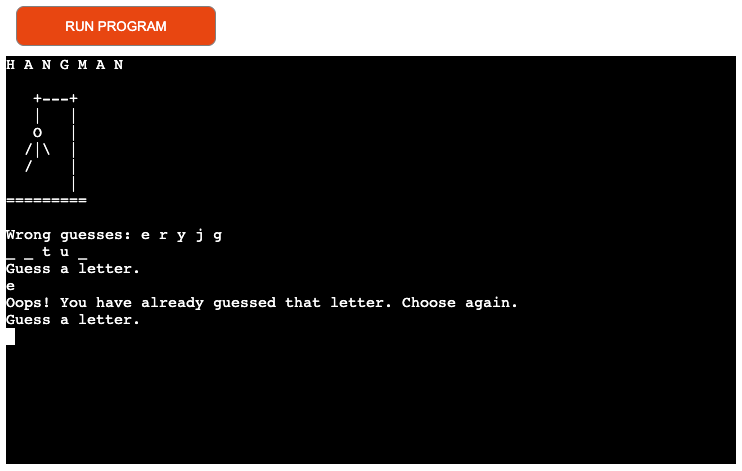 RUN PROGRAM
H A N G M A N
+---+
|   |
O   |
/|\  |
/    |
|
=========
Wrong guesses: e r y j g
_ _ t u _
Guess a letter.
e
Oops! You have already guessed that letter. Choose again.
Guess a letter.